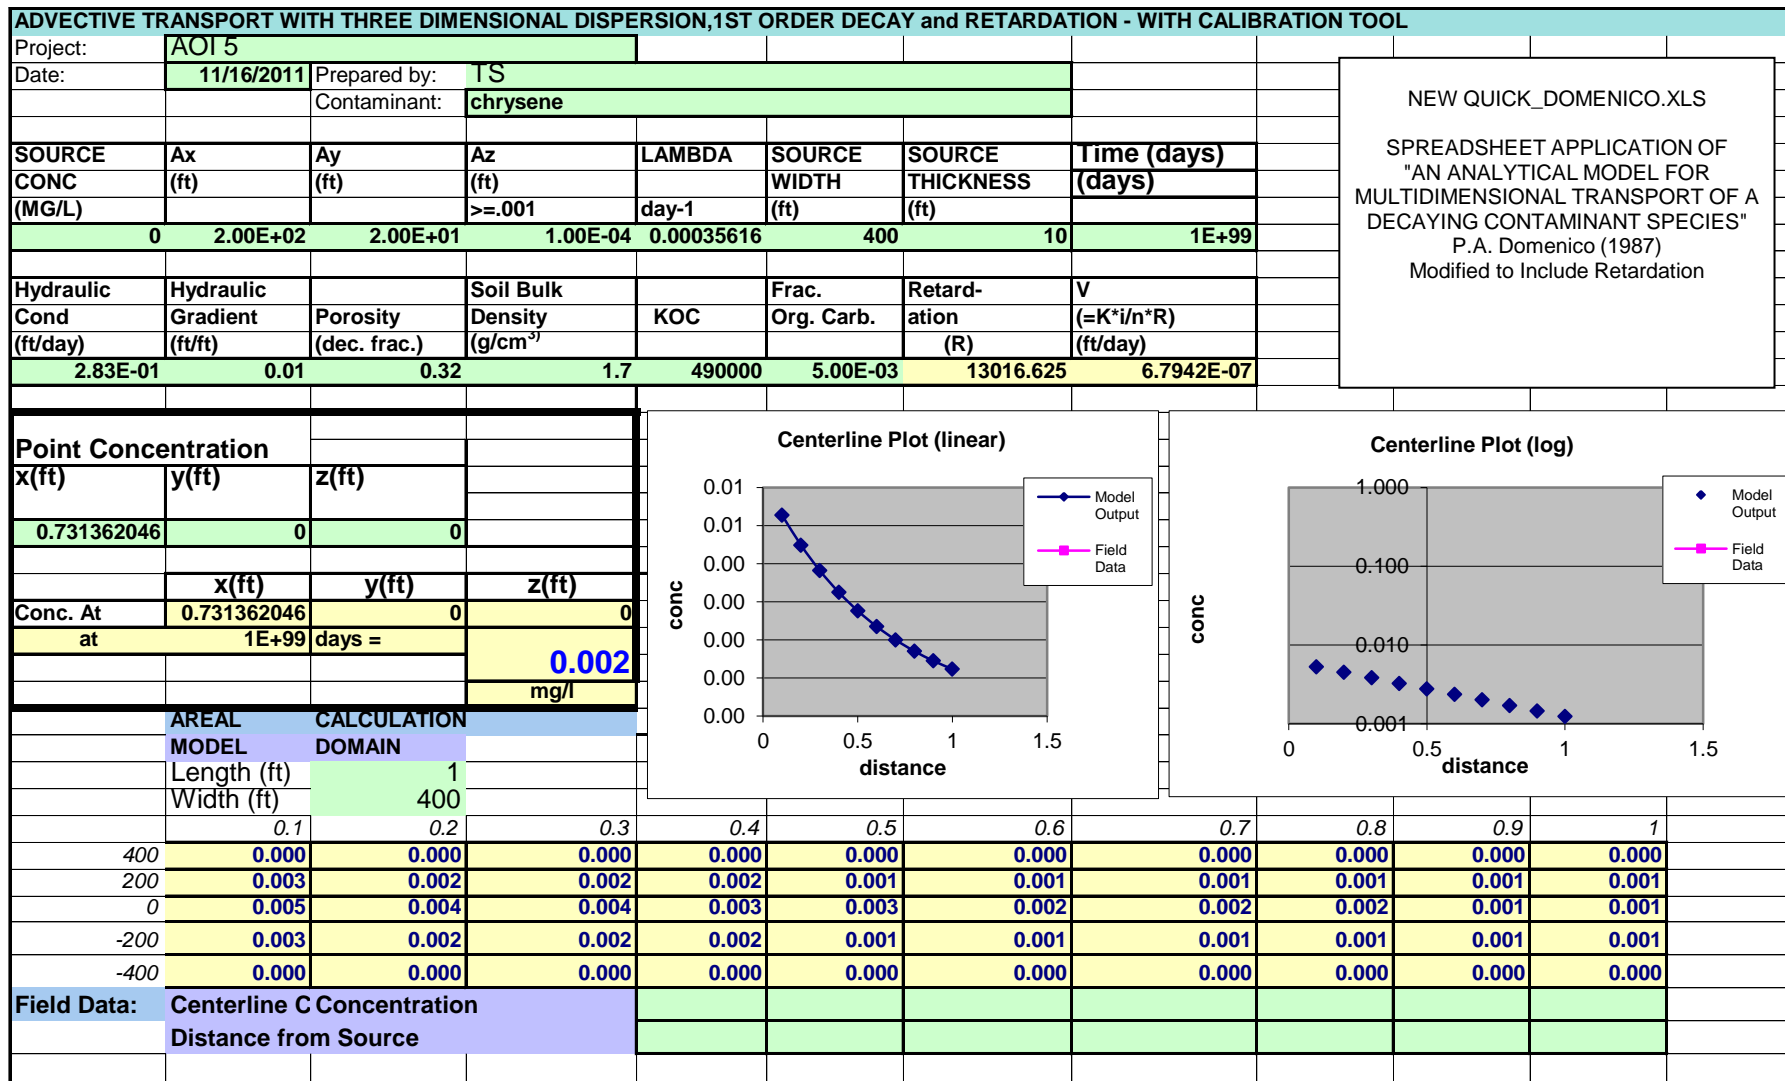 ADVECTIVE TRANSPORT WITH THREE DIMENSIONAL DISPERSION,1ST ORDER DECAY and RETARDATION - WITH CALIBRATION TOOL
Project: AOI 5
Date: 11/16/2011 Prepared by: TS
Contaminant: chrysene
NEW QUICK_DOMENICO.XLS
SPREADSHEET APPLICATION OF
"AN ANALYTICAL MODEL FOR
MULTIDIMENSIONAL TRANSPORT OF A
DECAYING CONTAMINANT SPECIES"
P.A. Domenico (1987)
Modified to Include Retardation
SOURCE Ax Ay Az LAMBDA SOURCE SOURCE Time (days)
CONC (ft) (ft) (ft) WIDTH THICKNESS (days)
(MG/L) >=.001 day-1 (ft) (ft)
0 2.00E+02 2.00E+01 1.00E-04 0.00035616 400 10 1E+99
Hydraulic Hydraulic Soil Bulk Frac. Retard- V
Cond Gradient Porosity Density KOC Org. Carb. ation (=K*i/n*R)
(ft/day) (ft/ft) (dec. frac.) (g/cm3) (R) (ft/day)
2.83E-01 0.01 0.32 1.7 490000 5.00E-03 13016.625 6.7942E-07
Point Concentration
x(ft) y(ft) z(ft)
0.731362046 0 0
x(ft) y(ft) z(ft)
Conc. At 0.731362046 0 0
at 1E+99 days =
0.002
mg/l
Centerline Plot (linear)
0.01
0.01
0.00
0.00
0.00
0.00
0.00
conc
0 0.5 1 1.5
distance
Model
Output
Field
Data
Centerline Plot (log)
1.000
0.100
0.010
0.001
conc
0 0.5 1 1.5
distance
Model
Output
Field
Data
AREAL CALCULATION
MODEL DOMAIN
Length (ft) 1
Width (ft) 400
0.1 0.2 0.3 0.4 0.5 0.6 0.7 0.8 0.9 1
400 0.000 0.000 0.000 0.000 0.000 0.000 0.000 0.000 0.000 0.000
200 0.003 0.002 0.002 0.002 0.001 0.001 0.001 0.001 0.001 0.001
0 0.005 0.004 0.004 0.003 0.003 0.002 0.002 0.002 0.001 0.001
-200 0.003 0.002 0.002 0.002 0.001 0.001 0.001 0.001 0.001 0.001
-400 0.000 0.000 0.000 0.000 0.000 0.000 0.000 0.000 0.000 0.000
Field Data: Centerline C Concentration
Distance from Source